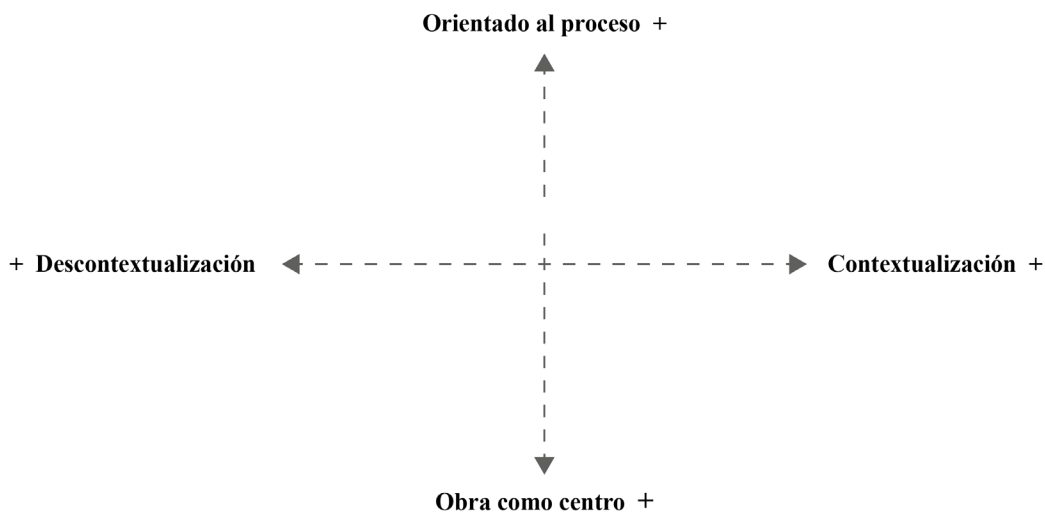 Orientado al proceso +
+ Descontextualización
Contextualización +
Obra como centro +